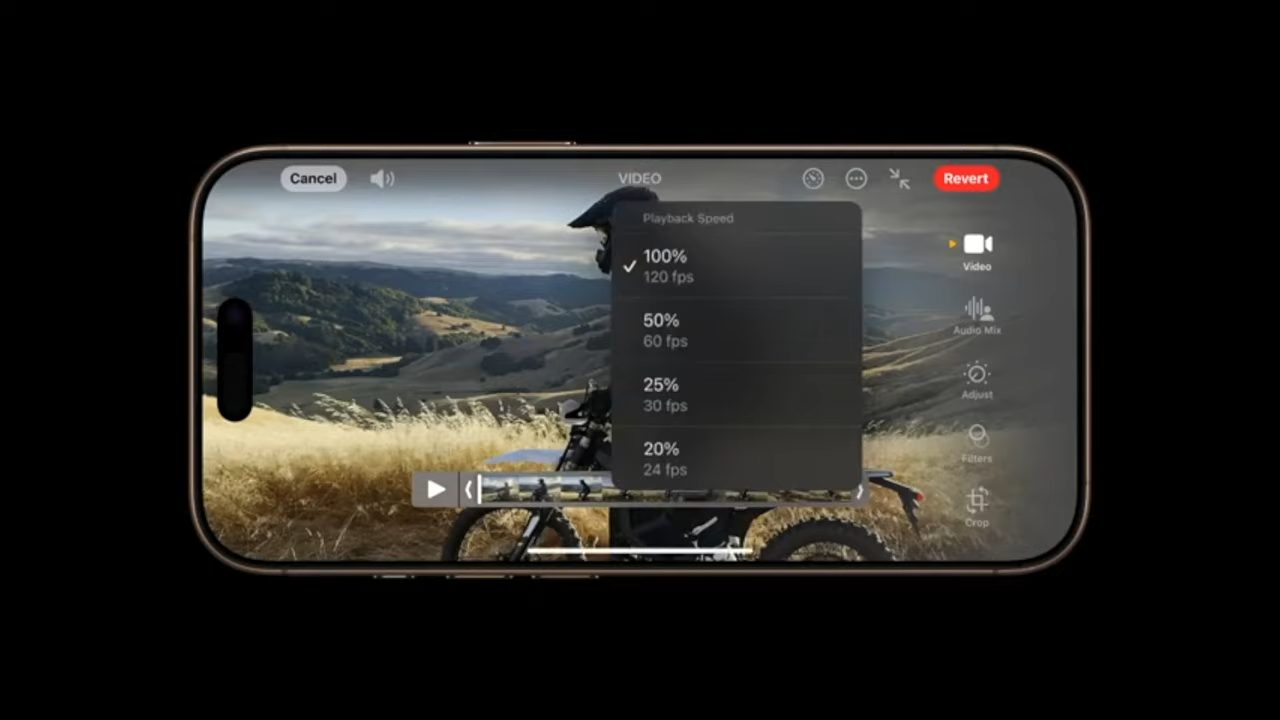 Cancel
VIDEO
Revert
Playback Speed
100%
120 fps
50%
60 fps
25%
30 fps
20%
24 fps
Video
Audio Mix
Adjust
Filters
Crop